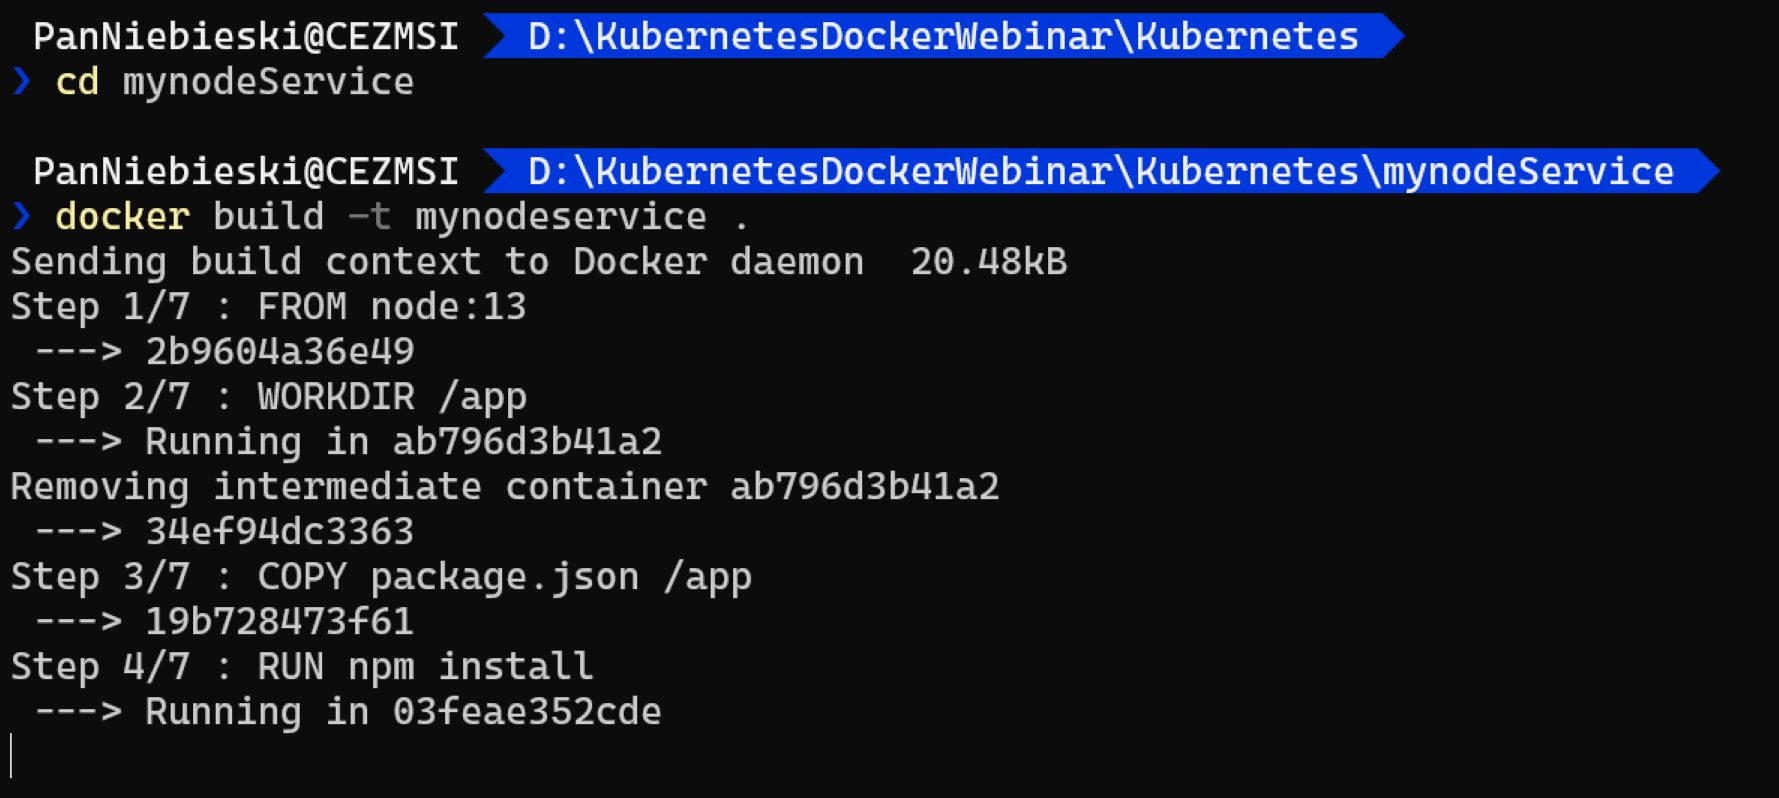 PanNiebieski@CEZMSI D:\KubernetesDockerWebinar\Kubernetes
❯ cd mynodeService
PanNiebieski@CEZMSI D:\KubernetesDockerWebinar\Kubernetes\mynodeService
❯ docker build -t mynodeservice .
Sending build context to Docker daemon  20.48kB
Step 1/7 : FROM node:13
 ---> 2b9604a36e49
Step 2/7 : WORKDIR /app
 ---> Running in ab796d3b41a2
Removing intermediate container ab796d3b41a2
 ---> 34ef94dc3363
Step 3/7 : COPY package.json /app
 ---> 19b728473f61
Step 4/7 : RUN npm install
 ---> Running in 03feae352cde